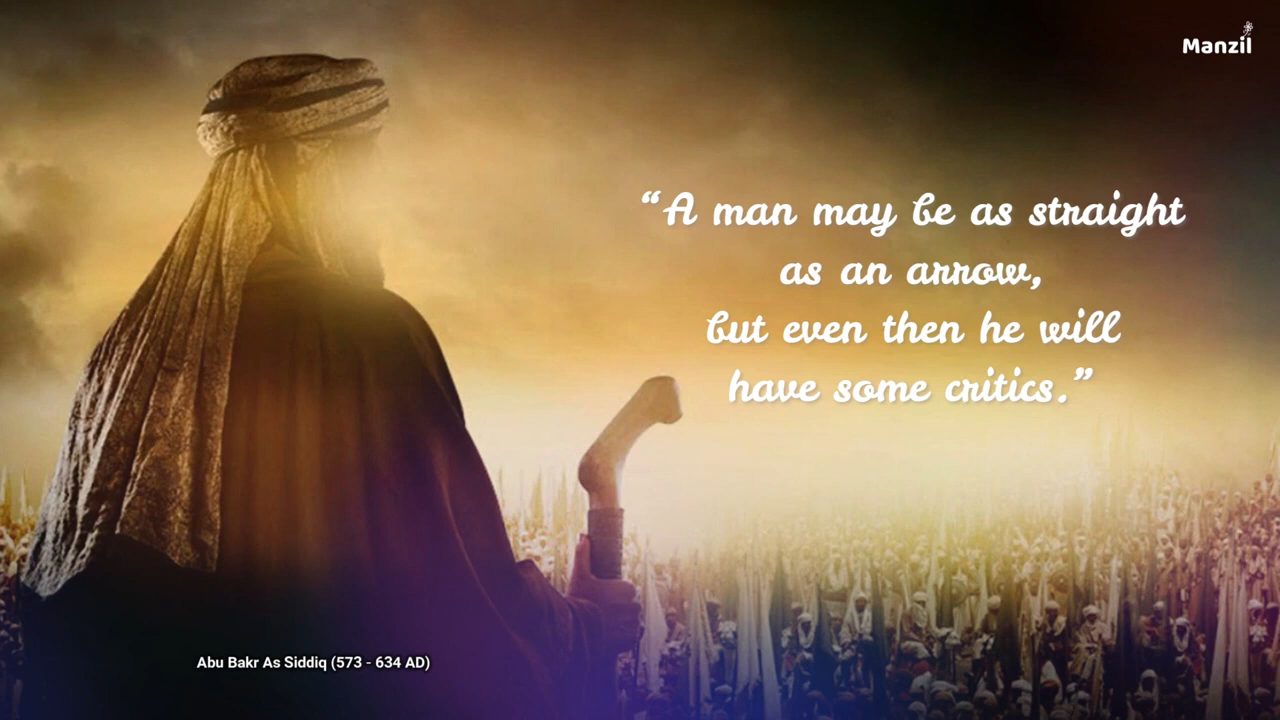 Manzil
“A man may be as straight
as an arrow,
but even then he will
have some critics.”
Abu Bakr As Siddiq (573 - 634 AD)